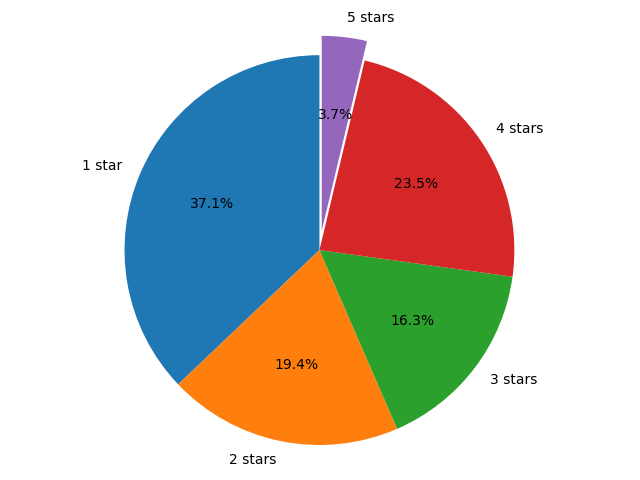 5 stars
3.7%
4 stars
1 star
23.5%
37.1%
16.3%
19.4%
3 stars
2 stars